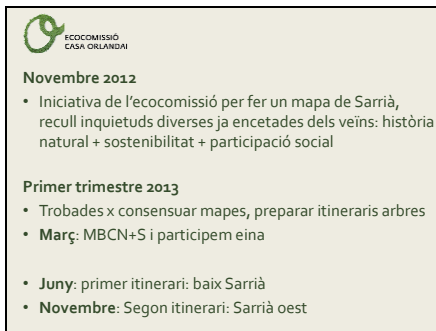 ECOCOMISSIÓ
CASA ORLANDAI
Novembre 2012
• Iniciativa de l'ecocomissió per fer un mapa de Sarrià,
recull inquietuds diverses ja encetades dels veïns: història
natural + sostenibilitat + participació social
Primer trimestre 2013
• Trobades x consensuar mapes, preparar itineraris arbres
• Març: MBCN+S i participem eina
• Juny: primer itinerari: baix Sarrià
• Novembre: Segon itinerari: Sarrià oest